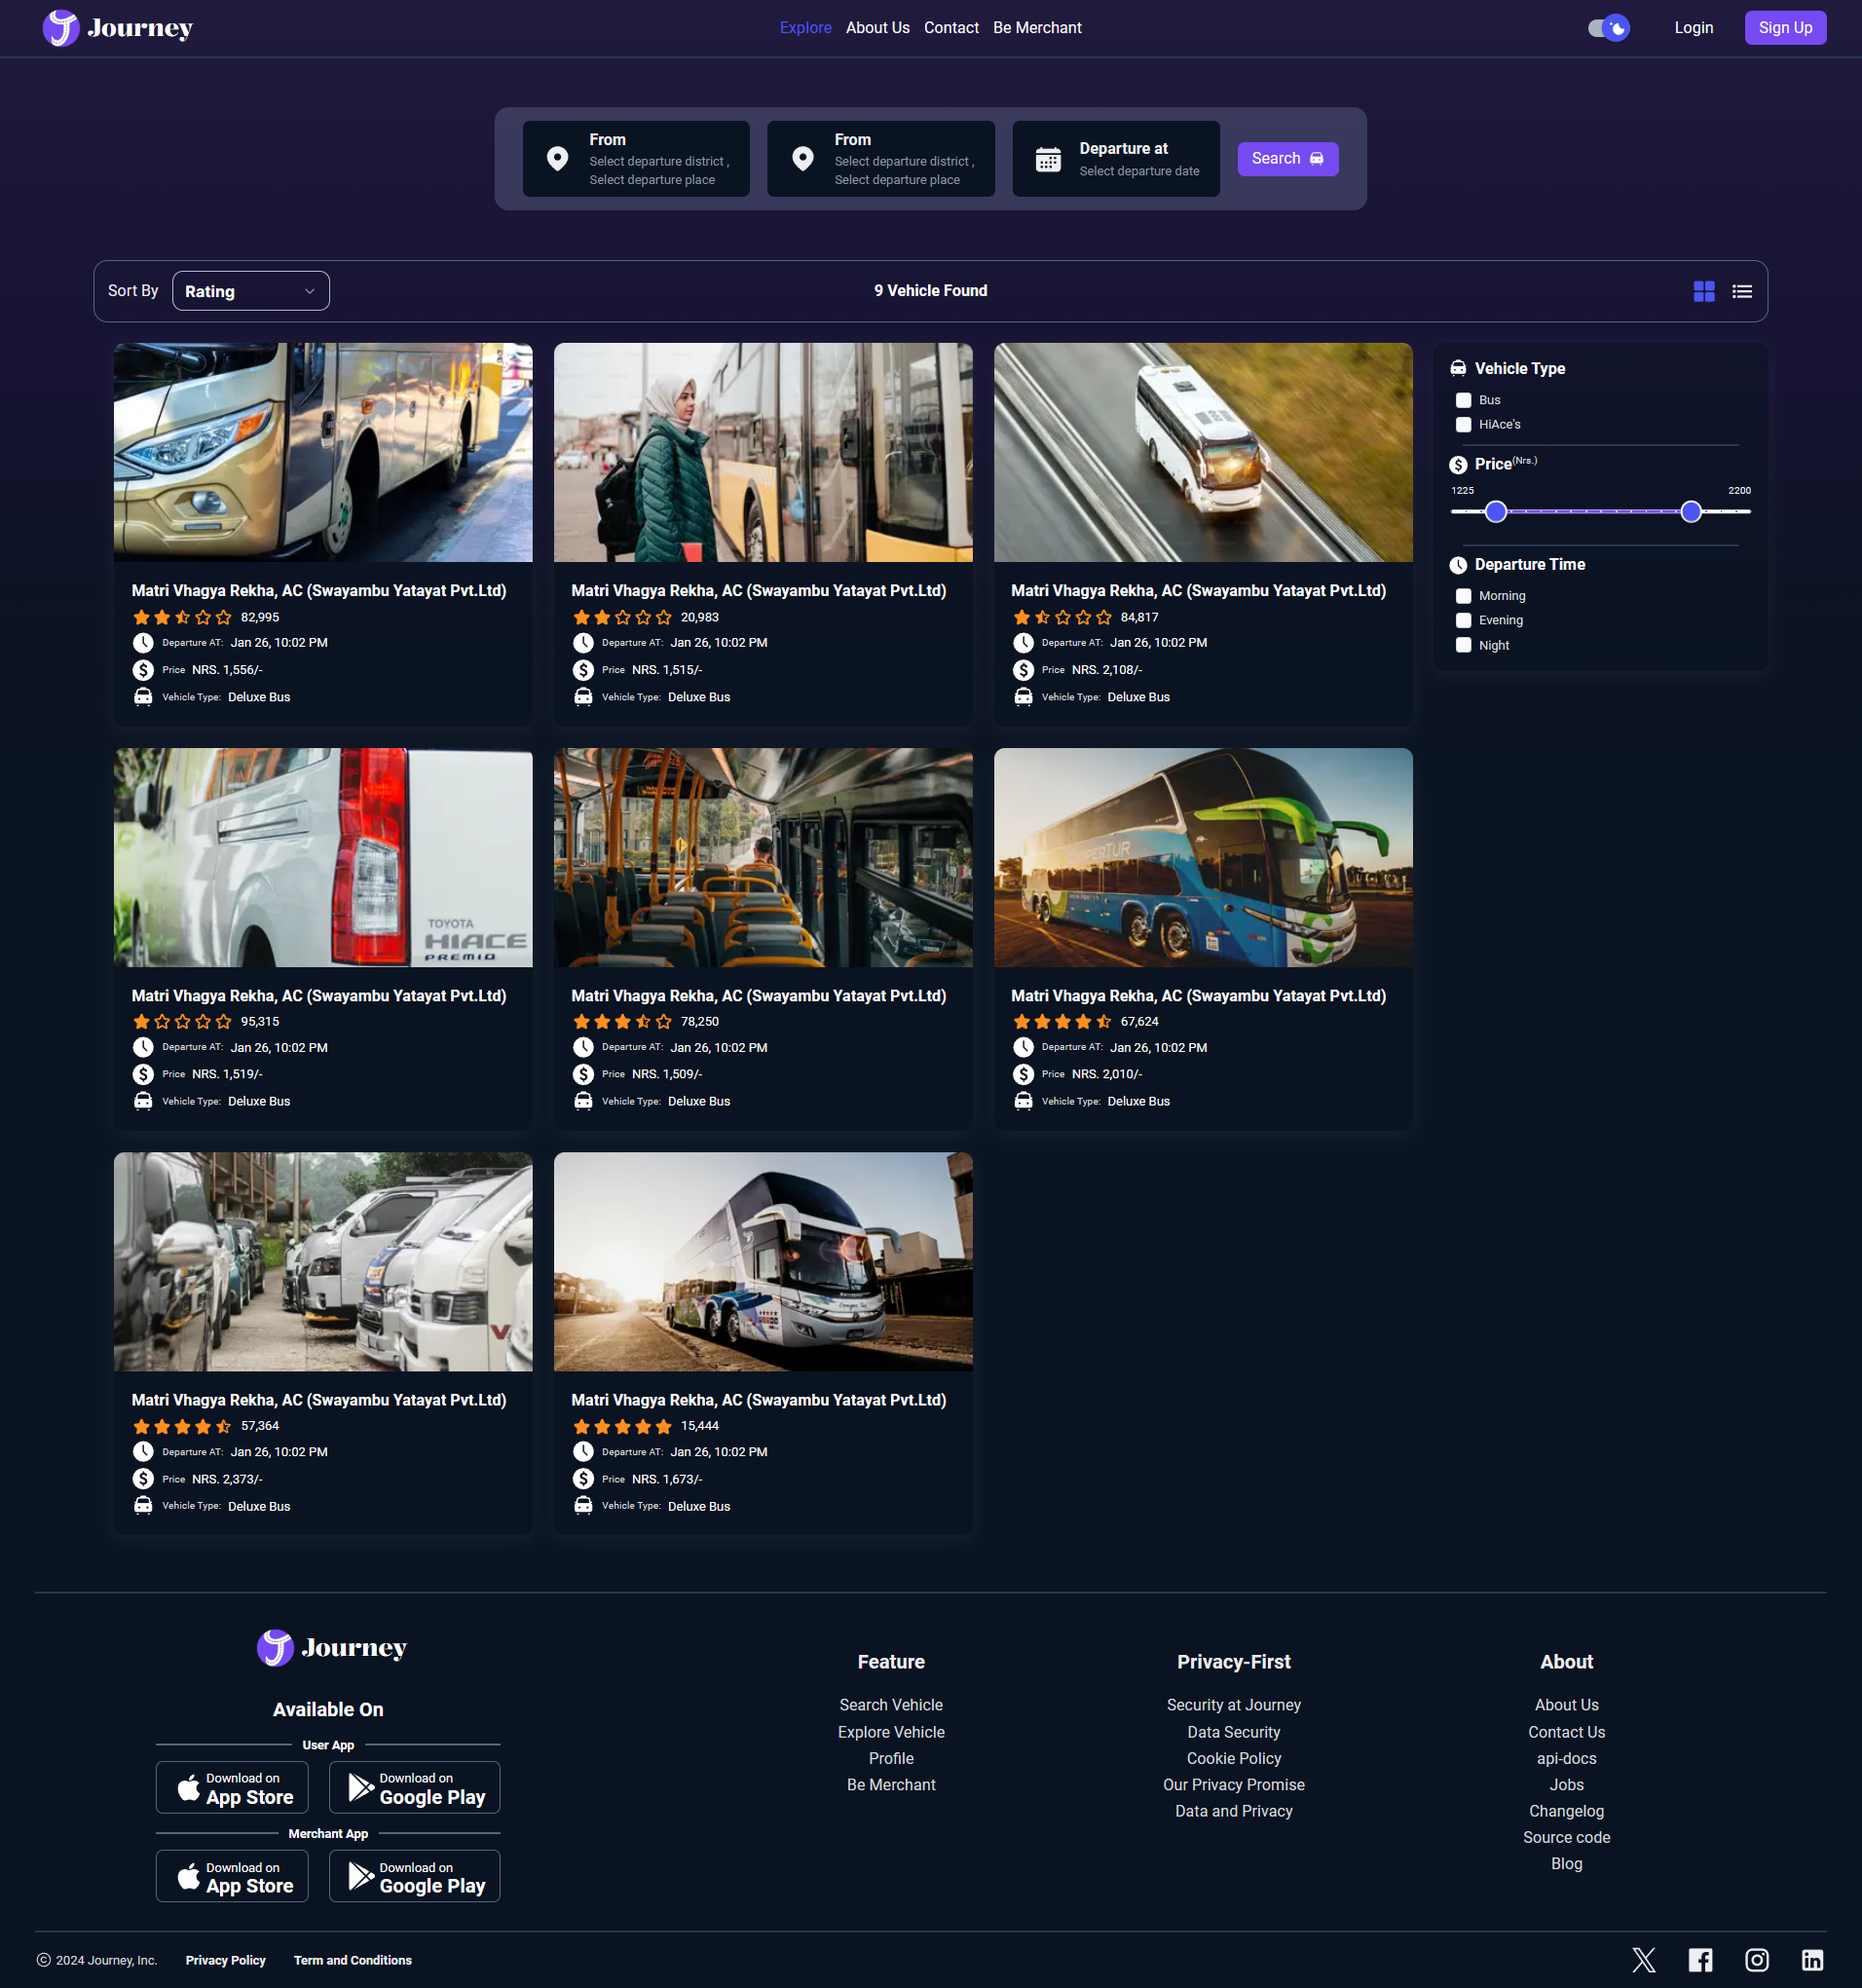 Journey
Explore About Us Contact Be Merchant
Login
Sign Up
From
Select departure district ,
Select departure place
From
Select departure district ,
Select departure place
Departure at
Select departure date
Search
Sort By
Rating
9 Vehicle Found
Matri Vhagya Rekha, AC (Swayambu Yatayat Pvt.Ltd)
82,995
Departure AT: Jan 26, 10:02 PM
Price NRS. 1,556/-
Vehicle Type: Deluxe Bus
Matri Vhagya Rekha, AC (Swayambu Yatayat Pvt.Ltd)
20,983
Departure AT: Jan 26, 10:02 PM
Price NRS. 1,515/-
Vehicle Type: Deluxe Bus
Matri Vhagya Rekha, AC (Swayambu Yatayat Pvt.Ltd)
84,817
Departure AT: Jan 26, 10:02 PM
Price NRS. 2,108/-
Vehicle Type: Deluxe Bus
Vehicle Type
Bus
HiAce's
Price(Nrs.)
1225 2200
Departure Time
Morning
Evening
Night
TOYOTA
HIACE
PREMIO
Matri Vhagya Rekha, AC (Swayambu Yatayat Pvt.Ltd)
95,315
Departure AT: Jan 26, 10:02 PM
Price NRS. 1,519/-
Vehicle Type: Deluxe Bus
Matri Vhagya Rekha, AC (Swayambu Yatayat Pvt.Ltd)
78,250
Departure AT: Jan 26, 10:02 PM
Price NRS. 1,509/-
Vehicle Type: Deluxe Bus
Matri Vhagya Rekha, AC (Swayambu Yatayat Pvt.Ltd)
67,624
Departure AT: Jan 26, 10:02 PM
Price NRS. 2,010/-
Vehicle Type: Deluxe Bus
Matri Vhagya Rekha, AC (Swayambu Yatayat Pvt.Ltd)
57,364
Departure AT: Jan 26, 10:02 PM
Price NRS. 2,373/-
Vehicle Type: Deluxe Bus
Matri Vhagya Rekha, AC (Swayambu Yatayat Pvt.Ltd)
15,444
Departure AT: Jan 26, 10:02 PM
Price NRS. 1,673/-
Vehicle Type: Deluxe Bus
Journey
Available On
User App
Download on
App Store
Download on
Google Play
Merchant App
Download on
App Store
Download on
Google Play
Feature
Search Vehicle
Explore Vehicle
Profile
Be Merchant
Privacy-First
Security at Journey
Data Security
Cookie Policy
Our Privacy Promise
Data and Privacy
About
About Us
Contact Us
api-docs
Jobs
Changelog
Source code
Blog
© 2024 Journey, Inc.
Privacy Policy
Term and Conditions